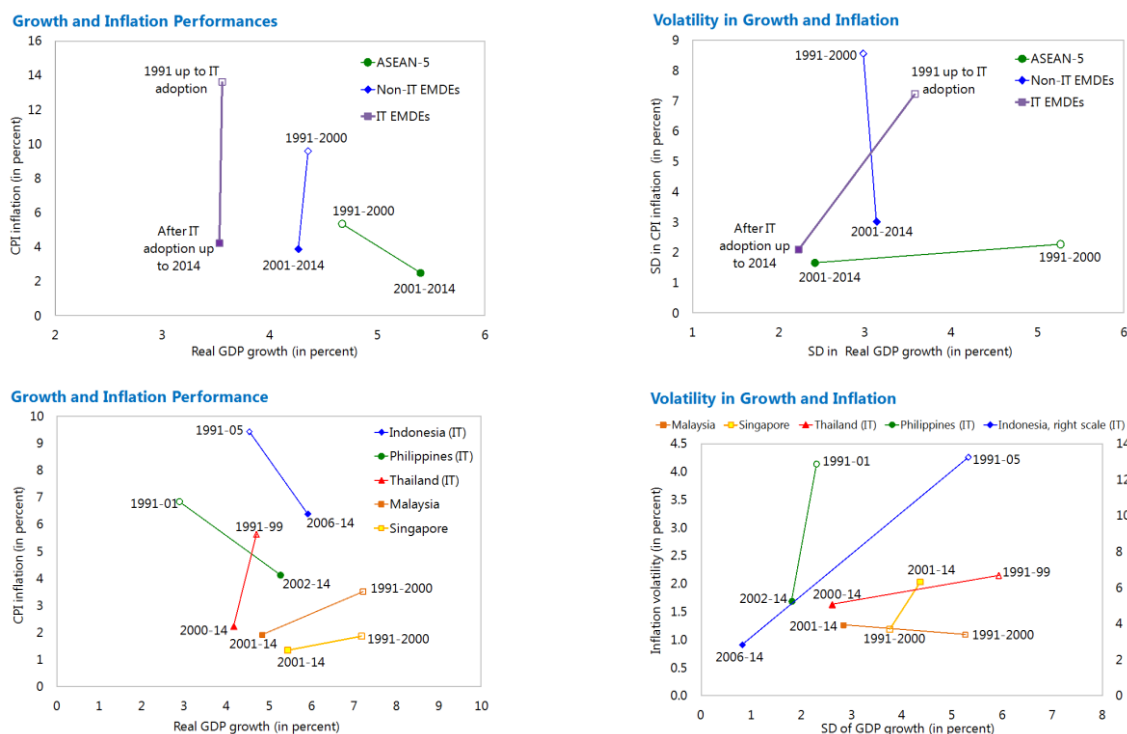 Growth and Inflation Performances
16
14
12
10
8
6
4
2
0
CPI inflation (in percent)
1991 up to IT
adoption
ASEAN-5
Non-IT EMDEs
IT EMDEs
1991-2000
1991-2000
After IT
adoption up
to 2014
2001-2014
2001-2014
2 3 4 5 6
Real GDP growth (in percent)
Volatility in Growth and Inflation
9
8
7
6
5
4
3
2
1
0
SD in CPI inflation (in percent)
1991-2000
1991 up to IT
adoption
ASEAN-5
Non-IT EMDEs
IT EMDEs
After IT
adoption up
to 2014
2001-2014
2001-2014
1991-2000
1 2 3 4 5 6
SD in Real GDP growth (in percent)
Growth and Inflation Performance
10
9
8
7
6
5
4
3
2
1
0
CPI inflation (in percent)
1991-05
Indonesia (IT)
Philippines (IT)
Thailand (IT)
Malaysia
Singapore
1991-01
1991-99
2006-14
2002-14
1991-2000
2000-14
2001-14
1991-2000
2001-14
0 1 2 3 4 5 6 7 8 9 10
Real GDP growth (in percent)
Volatility in Growth and Inflation
Malaysia Singapore Thailand (IT) Philippines (IT) Indonesia, right scale (IT)
4.5
4.0
3.5
3.0
2.5
2.0
1.5
1.0
0.5
0.0
Inflation volatility (in percent)
14
12
10
8
6
4
2
0
1991-01
1991-05
2001-14
1991-99
2002-14
2000-14
2001-14
1991-2000
1991-2000
2006-14
0 1 2 3 4 5 6 7 8
SD of GDP growth (in percent)